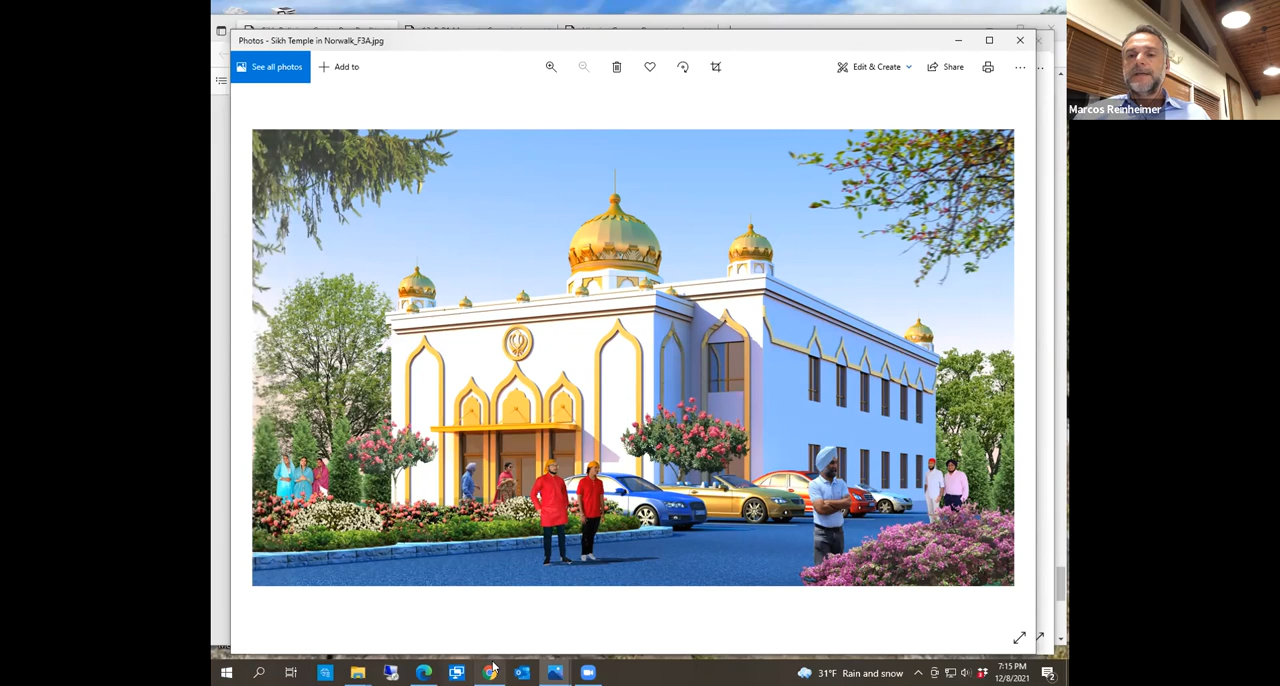 Photos - Sikh Temple in Norwalk_F3A.jpg
See all photos
Add to
Edit & Create
Share
Marcos Reinheimer
31°F Rain and snow
7:15 PM
12/8/2021
2